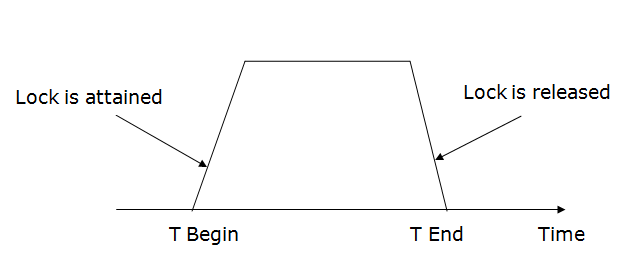 Lock is attained
Lock is released
T Begin
T End
Time